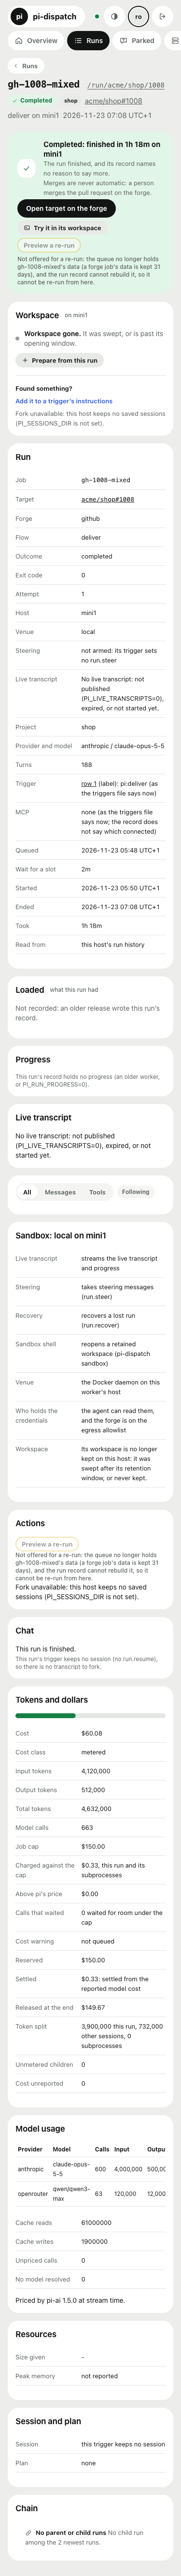 pi pi-dispatch ro
Overview Runs Parked
Runs
gh-1008-mixed /run/acme/shop/1008
Completed shop acme/shop#1008
deliver on mini1 2026-11-23 07:08 UTC+1
Completed: finished in 1h 18m on
mini1
The run finished, and its record names
no reason to say more.
Merges are never automatic: a person
merges the pull request on the forge.
Open target on the forge
Try it in its workspace
Preview a re-run
Not offered for a re-run: the queue no longer holds
gh-1008-mixed's data (a forge job's data is kept 31
days), and the run record cannot rebuild it, so it
cannot be re-run from here.
Workspace on mini1
Workspace gone. It was swept, or is past its
opening window.
Prepare from this run
Found something?
Add it to a trigger's instructions
Fork unavailable: this host keeps no saved sessions
(PI_SESSIONS_DIR is not set).
Run
Job gh-1008-mixed
Target acme/shop#1008
Forge github
Flow deliver
Outcome completed
Exit code 0
Attempt 1
Host mini1
Venue local
Steering not armed: its trigger sets
no run.steer
Live transcript No live transcript: not
published
(PI_LIVE_TRANSCRIPTS=0),
expired, or not started yet.
Project shop
Provider and model anthropic / claude-opus-5-5
Turns 188
Trigger row 1 (label): pi:deliver (as
the triggers file says now)
MCP none (as the triggers file
says now; the record does
not say which connected)
Queued 2026-11-23 05:48 UTC+1
Wait for a slot 2m
Started 2026-11-23 05:50 UTC+1
Ended 2026-11-23 07:08 UTC+1
Took 1h 18m
Read from this host's run history
Loaded what this run had
Not recorded: an older release wrote this run's
record.
Progress
This run's record holds no progress (an older worker,
or PI_RUN_PROGRESS=0).
Live transcript
No live transcript: not published
(PI_LIVE_TRANSCRIPTS=0), expired, or not
started yet.
All Messages Tools Following
Sandbox: local on mini1
Live transcript streams the live transcript
and progress
Steering takes steering messages
(run.steer)
Recovery recovers a lost run
(run.recover)
Sandbox shell reopens a retained
workspace (pi-dispatch
sandbox)
Venue the Docker daemon on this
worker's host
Who holds the the agent can read them,
credentials and the forge is on the
egress allowlist
Workspace Its workspace is no longer
kept on this host: it was
swept after its retention
window, or never kept.
Actions
Preview a re-run
Not offered for a re-run: the queue no longer holds
gh-1008-mixed's data (a forge job's data is kept 31
days), and the run record cannot rebuild it, so it
cannot be re-run from here.
Fork unavailable: this host keeps no saved
sessions (PI_SESSIONS_DIR is not set).
Chat
This run is finished.
This run's trigger keeps no session (no run.resume),
so there is no transcript to fork.
Tokens and dollars
Cost $60.08
Cost class metered
Input tokens 4,120,000
Output tokens 512,000
Total tokens 4,632,000
Model calls 663
Job cap $150.00
Charged against the $0.33, this run and its
cap subprocesses
Above pi's price $0.00
Calls that waited 0 waited for room under the
cap
Cost warning not queued
Reserved $150.00
Settled $0.33: settled from the
reported model cost
Released at the end $149.67
Token split 3,900,000 this run, 732,000
other sessions, 0
subprocesses
Unmetered children 0
Cost unreported 0
Model usage
Provider Model Calls Input Outpu
anthropic claude-opus-
5-5 600 4,000,000 500,00
openrouter qwen/qwen3-
max 63 120,000 12,000
Cache reads 61000000
Cache writes 1900000
Unpriced calls 0
No model resolved 0
Priced by pi-ai 1.5.0 at stream time.
Resources
Size given -
Peak memory not reported
Session and plan
Session this trigger keeps no session
Plan none
Chain
No parent or child runs No child run
among the 2 newest runs.